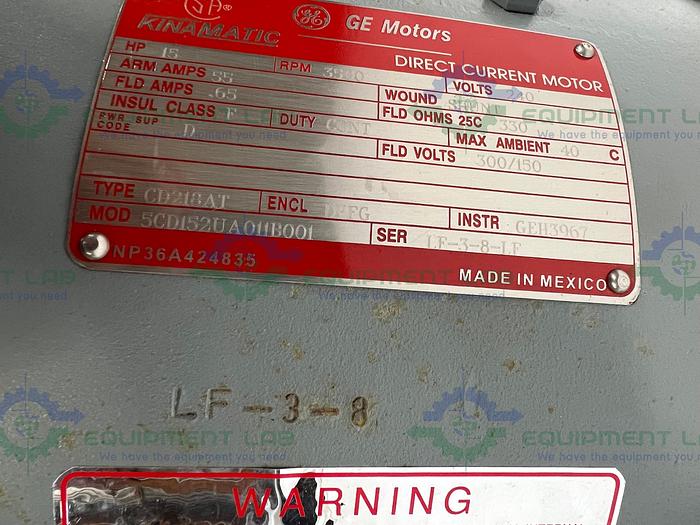 SA
KINAMATIC GE GE Motors
DIRECT CURRENT MOTOR
HP 15 RPM VOLTS 240
ARM AMPS 55 WOUND SHUNT
FLD AMPS .65 FLD OHMS 25C 330
INSUL CLASS F DUTY CONT MAX AMBIENT 40 C
PWR SUP CODE D FLD VOLTS 300/150
TYPE CD218AT ENCL DPFG INSTR GEH3967
MOD 5CD152UA011B001 SER LF-3-8-LF
NP36A424835 MADE IN MEXICO
LF-3-8
WARNING
EQUIPMENT LAB
We have the equipment you need